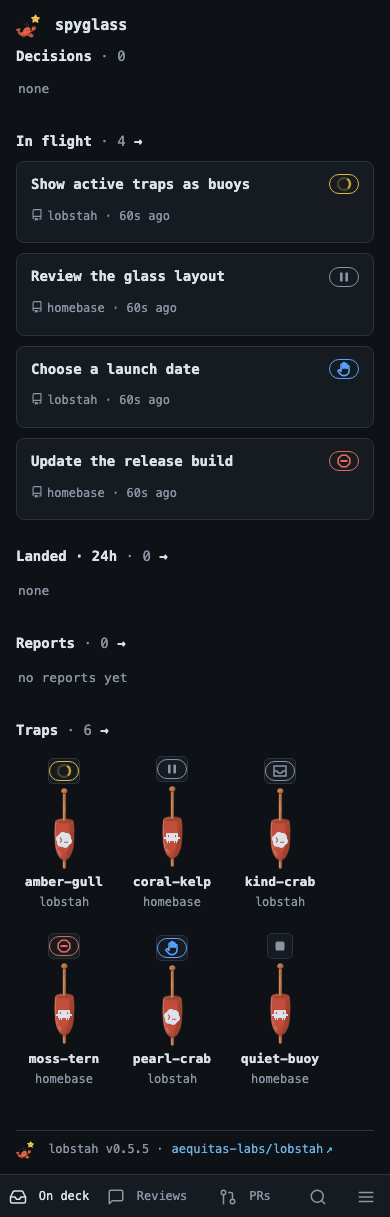 spyglass
Decisions · 0
none
In flight · 4 →
Show active traps as buoys
lobstah · 60s ago
Review the glass layout
homebase · 60s ago
Choose a launch date
lobstah · 60s ago
Update the release build
homebase · 60s ago
Landed · 24h · 0 →
none
Reports · 0 →
no reports yet
Traps · 6 →
amber-gull coral-kelp kind-crab
lobstah homebase lobstah
moss-tern pearl-crab quiet-buoy
homebase lobstah homebase
lobstah v0.5.5 · aequitas-labs/lobstah↗
On deck Reviews PRs